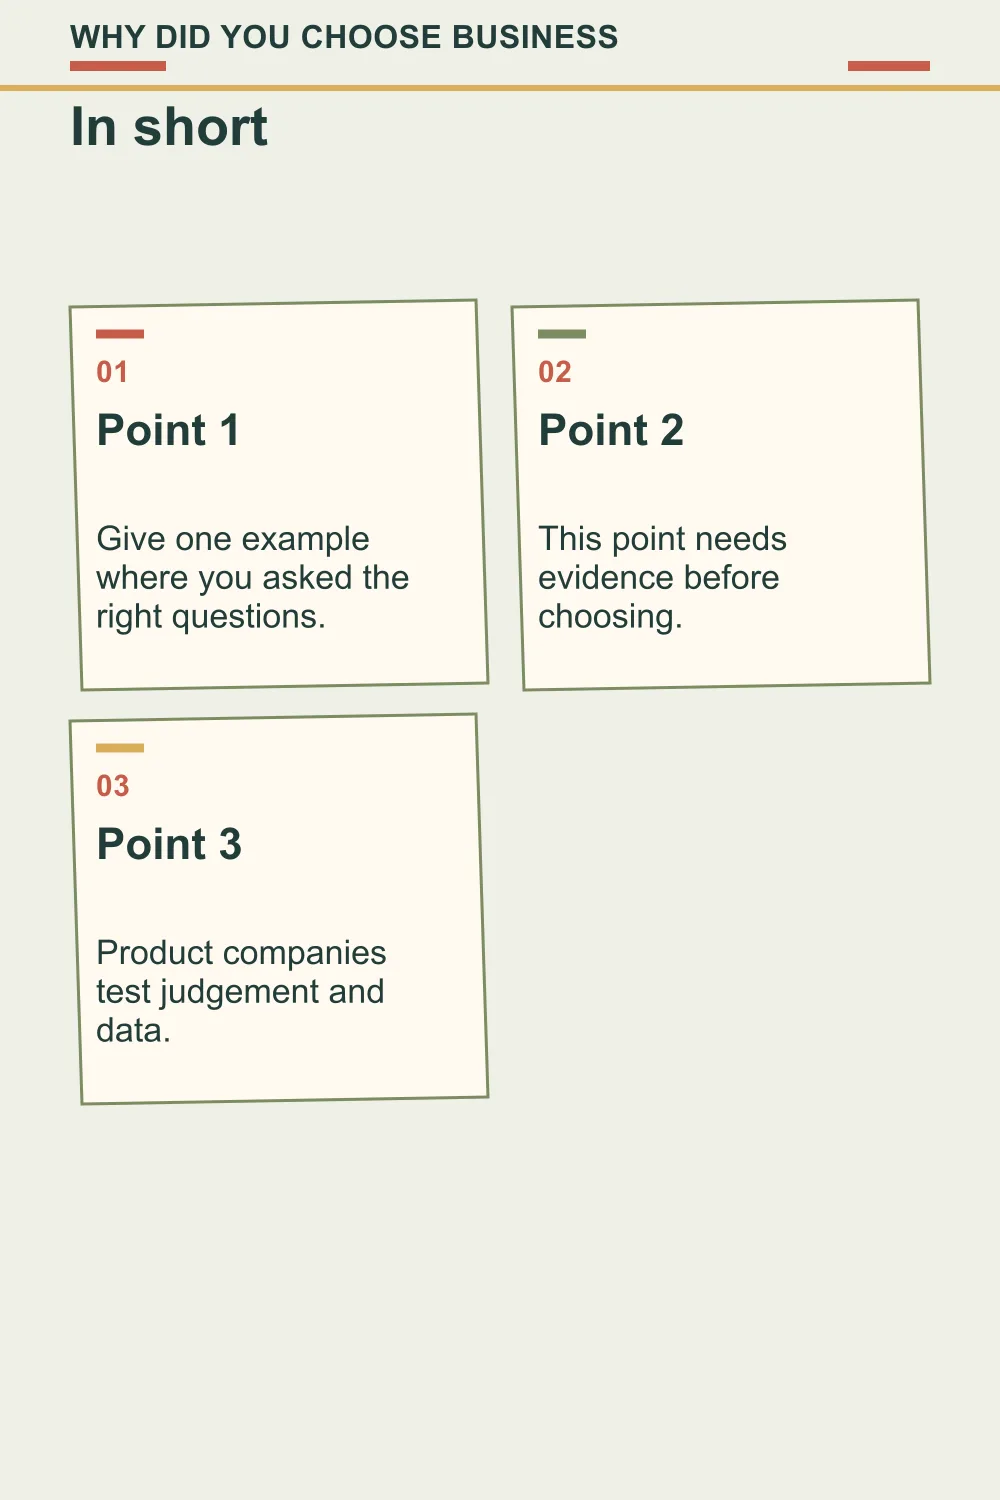 WHY DID YOU CHOOSE BUSINESS
In short
01
Point 1
Give one example
where you asked the
right questions.
02
Point 2
This point needs
evidence before
choosing.
03
Point 3
Product companies
test judgement and
data.